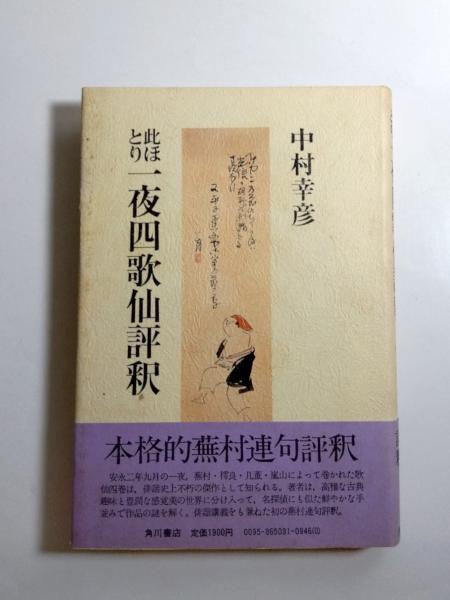 中村幸彦
此ほとり
一夜四歌仙評釈
本格的蕪村連句評釈
安永二年九月の一夜、蕪村・樗良・几董・嵐山によって巻かれた歌
仙四巻は、俳諧史上不朽の傑作として知られる。著者は、高雅な古典
趣味と豊潤な感覚美の世界に分け入って、名探偵にも似た鮮やかな手
並みで作品の謎を解く。俳諧講義をも兼ねた初の蕪村連句評釈。
角川書店 定価1900円 0095-865031-0946(0)